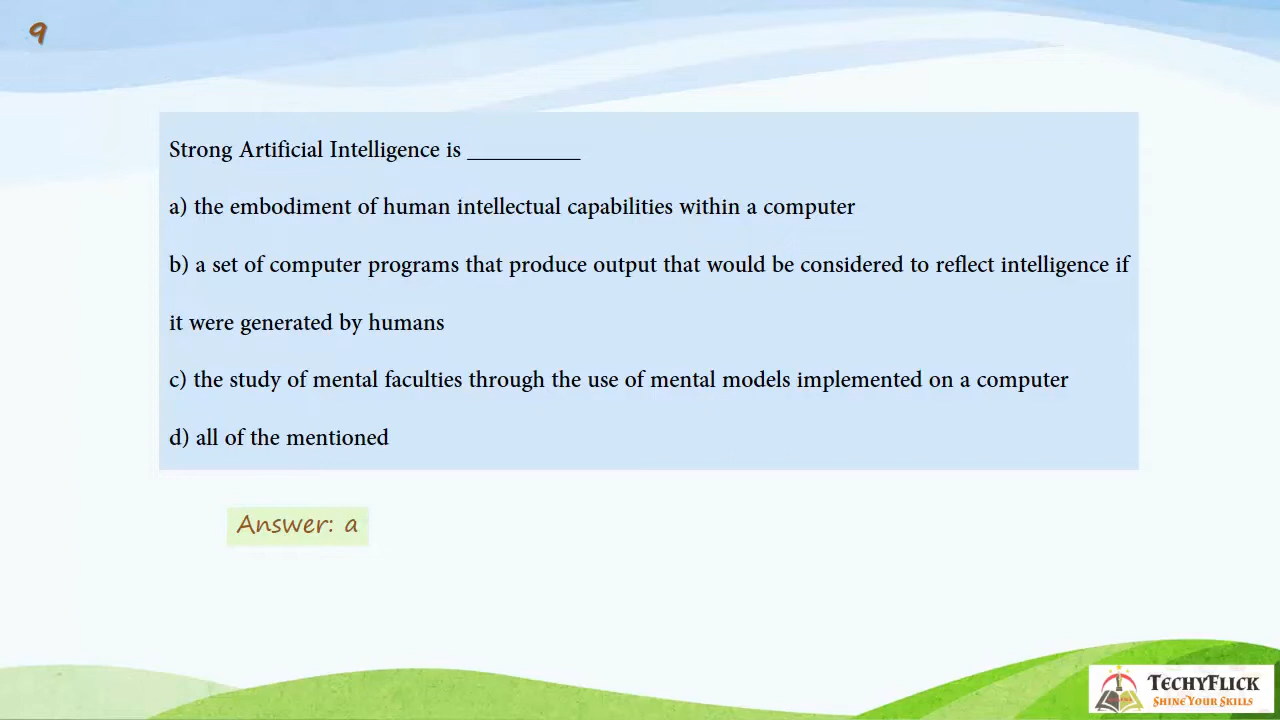 9
Strong Artificial Intelligence is _________
a) the embodiment of human intellectual capabilities within a computer
b) a set of computer programs that produce output that would be considered to reflect intelligence if
it were generated by humans
c) the study of mental faculties through the use of mental models implemented on a computer
d) all of the mentioned
Answer: a
TECHYFLICK
SHINE YOUR SKILLS